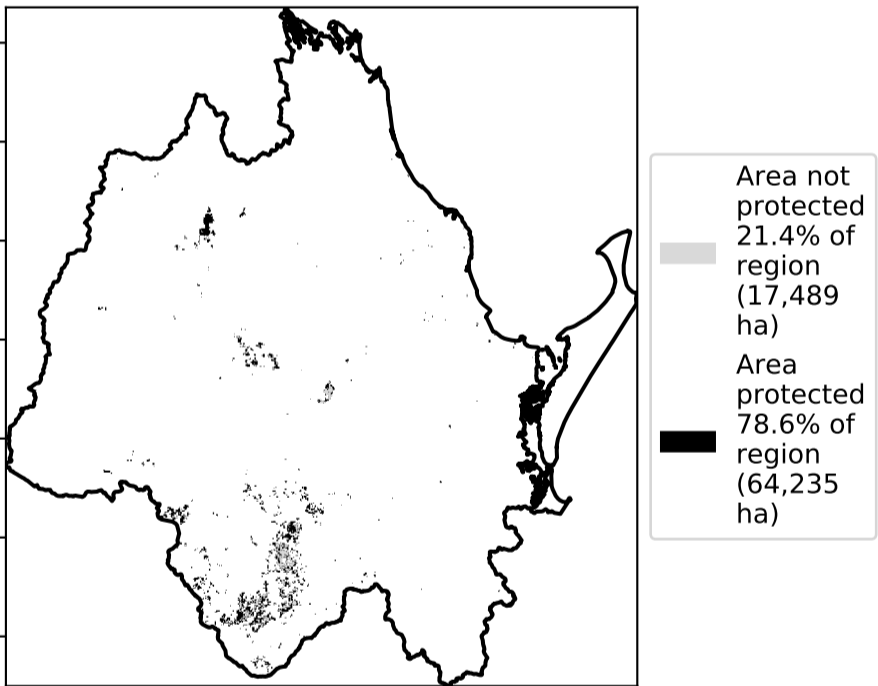 Area not
protected
21.4% of
region
(17,489
ha)
Area
protected
78.6% of
region
(64,235
ha)